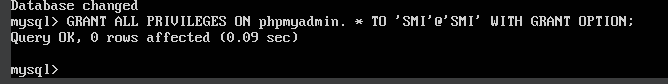 Database changed
mysql> GRANT ALL PRIVILEGES ON phpmyadmin. * TO 'SMI'@'SMI' WITH GRANT OPTION;
Query OK, 0 rows affected (0.09 sec)
mysql>